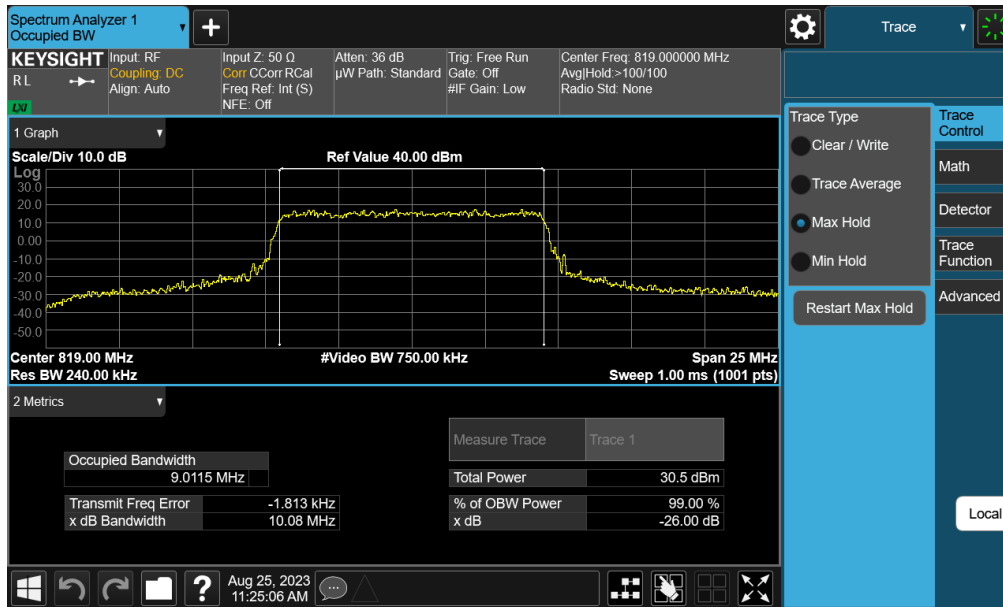 Spectrum Analyzer 1
Occupied BW
+
Trace
KEYSIGHT
R L
LXI
Input: RF
Coupling: DC
Align: Auto
Input Z: 50 Ω
Corr CCorr RCal
Freq Ref: Int (S)
NFE: Off
Atten: 36 dB
µW Path: Standard
Trig: Free Run
Gate: Off
#IF Gain: Low
Center Freq: 819.000000 MHz
Avg|Hold:>100/100
Radio Std: None
1 Graph
Scale/Div 10.0 dB
Ref Value 40.00 dBm
Log
30.0
20.0
10.0
0.00
-10.0
-20.0
-30.0
-40.0
-50.0
Center 819.00 MHz
#Video BW 750.00 kHz
Span 25 MHz
Res BW 240.00 kHz
Sweep 1.00 ms (1001 pts)
2 Metrics
Measure Trace
Trace 1
Occupied Bandwidth
9.0115 MHz
Total Power
30.5 dBm
Transmit Freq Error
-1.813 kHz
% of OBW Power
99.00 %
x dB Bandwidth
10.08 MHz
x dB
-26.00 dB
Trace Type
Clear / Write
Trace Average
Max Hold
Min Hold
Restart Max Hold
Trace
Control
Math
Detector
Trace
Function
Advanced
Local
?
Aug 25, 2023
11:25:06 AM